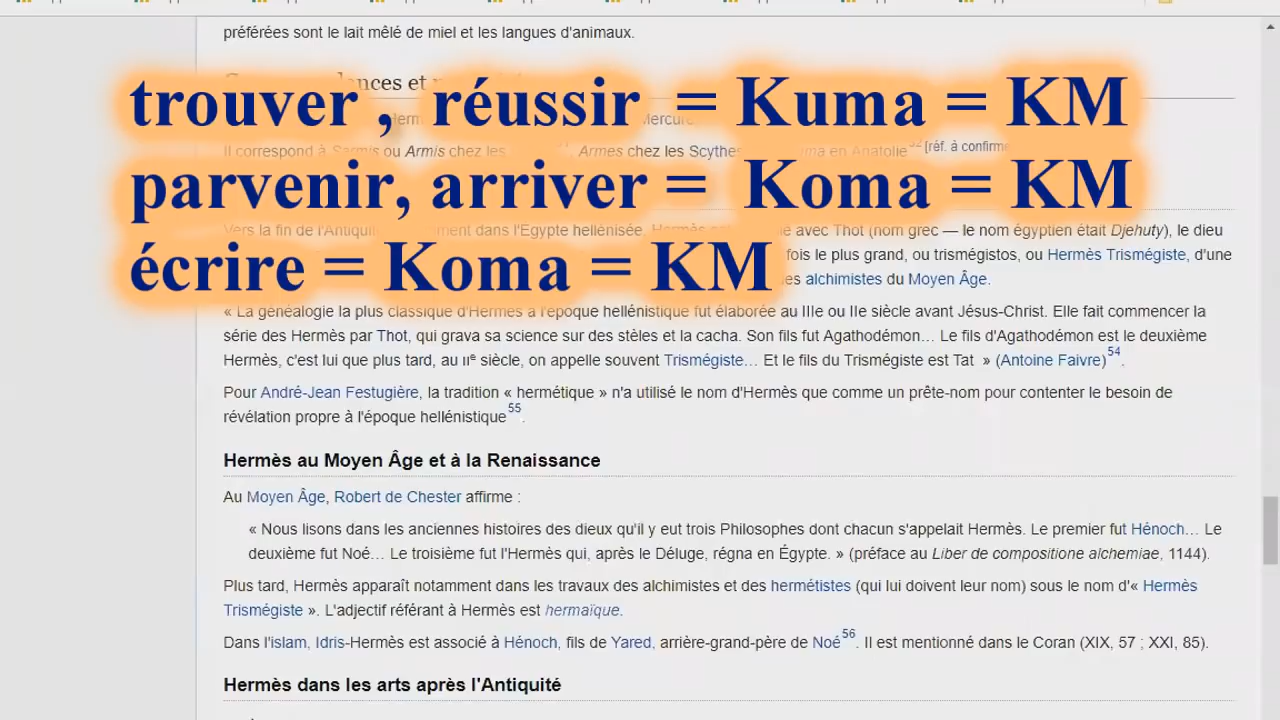 préférées sont le lait mêlé de miel et les langues d'animaux.
trouver , réussir = Kuma = KM
Mercure
Il correspond à Sarmis ou Armis chez les Armes chez les Scythes en Anatolie 52 [réf. à confirmer
parvenir, arriver = Koma = KM
Vers la fin de l'Antiquité dans l'Égypte hellénisée, Hermès avec Thot (nom grec — le nom égyptien était Djehuty), le dieu
écrire = Koma = KM
fois le plus grand, ou trismégistos, ou Hermès Trismégiste, d'une
alchimistes du Moyen Âge.
« La généalogie la plus classique d'Hermès à l'époque hellénistique fut élaborée au IIIe ou IIe siècle avant Jésus-Christ. Elle fait commencer la
série des Hermès par Thot, qui grava sa science sur des stèles et la cacha. Son fils fut Agathodémon… Le fils d'Agathodémon est le deuxième
Hermès, c'est lui que plus tard, au IIe siècle, on appelle souvent Trismégiste… Et le fils du Trismégiste est Tat » (Antoine Faivre)54.
Pour André-Jean Festugière, la tradition « hermétique » n'a utilisé le nom d'Hermès que comme un prête-nom pour contenter le besoin de
révélation propre à l'époque hellénistique55.
Hermès au Moyen Âge et à la Renaissance
Au Moyen Âge, Robert de Chester affirme :
« Nous lisons dans les anciennes histoires des dieux qu'il y eut trois Philosophes dont chacun s'appelait Hermès. Le premier fut Hénoch… Le
deuxième fut Noé… Le troisième fut l'Hermès qui, après le Déluge, régna en Égypte. » (préface au Liber de compositione alchemiae, 1144).
Plus tard, Hermès apparaît notamment dans les travaux des alchimistes et des hermétistes (qui lui doivent leur nom) sous le nom d'« Hermès
Trismégiste ». L'adjectif référant à Hermès est hermaïque.
Dans l'islam, Idris-Hermès est associé à Hénoch, fils de Yared, arrière-grand-père de Noé56. Il est mentionné dans le Coran (XIX, 57 ; XXI, 85).
Hermès dans les arts après l'Antiquité